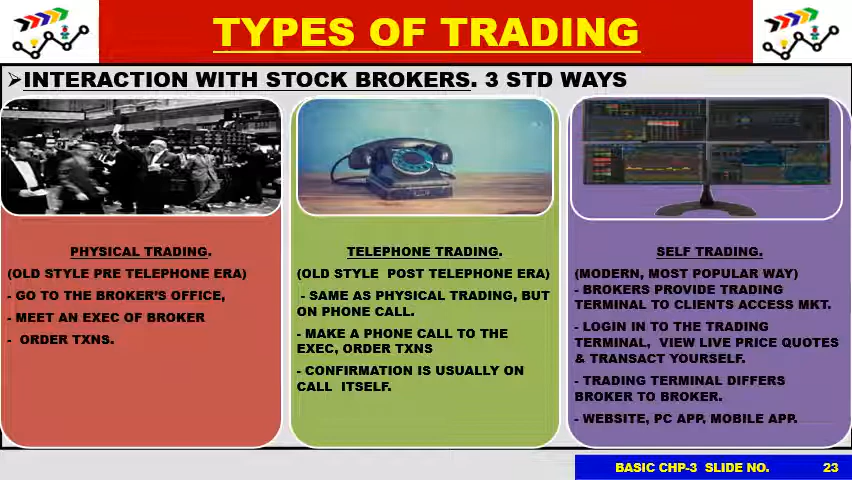 TYPES OF TRADING
➢INTERACTION WITH STOCK BROKERS. 3 STD WAYS
PHYSICAL TRADING.
(OLD STYLE PRE TELEPHONE ERA)
- GO TO THE BROKER'S OFFICE,
- MEET AN EXEC OF BROKER
- ORDER TXNS.
TELEPHONE TRADING.
(OLD STYLE POST TELEPHONE ERA)
- SAME AS PHYSICAL TRADING, BUT
ON PHONE CALL.
- MAKE A PHONE CALL TO THE
EXEC, ORDER TXNS
- CONFIRMATION IS USUALLY ON
CALL ITSELF.
SELF TRADING.
(MODERN, MOST POPULAR WAY)
- BROKERS PROVIDE TRADING
TERMINAL TO CLIENTS ACCESS MKT.
- LOGIN IN TO THE TRADING
TERMINAL, VIEW LIVE PRICE QUOTES
& TRANSACT YOURSELF.
- TRADING TERMINAL DIFFERS
BROKER TO BROKER.
- WEBSITE, PC APP, MOBILE APP.
BASIC CHP-3 SLIDE NO. 23